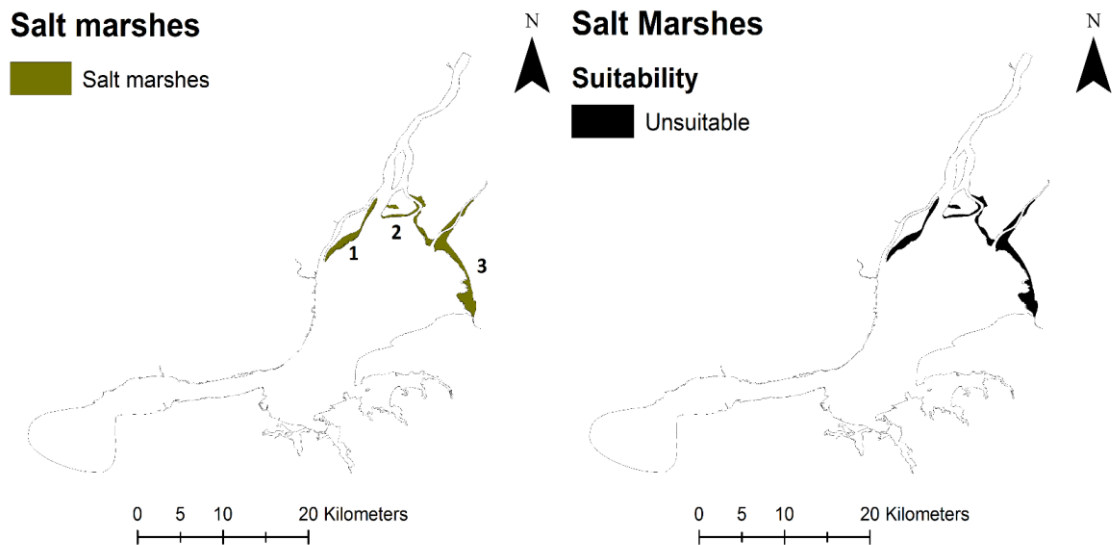 Salt marshes
Salt marshes
N
1
2
3
0 5 10 20 Kilometers
Salt Marshes
Suitability
Unsuitable
N
0 5 10 20 Kilometers